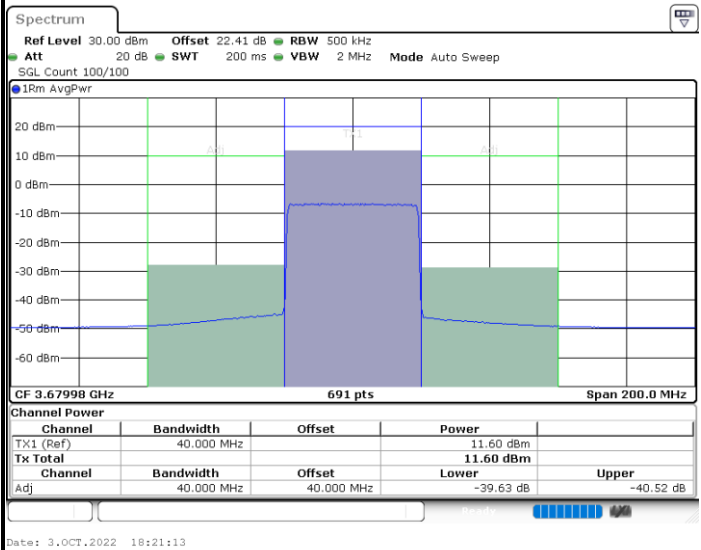 Spectrum
Ref Level 30.00 dBm Offset 22.41 dB RBW 500 kHz
Att 20 dB SWT 200 ms VBW 2 MHz Mode Auto Sweep
SGL Count 100/100
1Rm AvgPwr
20 dBm
TX1
10 dBm
Adj
Adj
0 dBm
-10 dBm
-20 dBm
-30 dBm
-40 dBm
-50 dBm
-60 dBm
CF 3.67998 GHz 691 pts Span 200.0 MHz
Channel Power
Channel Bandwidth Offset Power
TX1 (Ref) 40.000 MHz 11.60 dBm
Tx Total 11.60 dBm
Channel Bandwidth Offset Lower Upper
Adj 40.000 MHz 40.000 MHz -39.63 dB -40.52 dB
Ready
Date: 3.OCT.2022 18:21:13